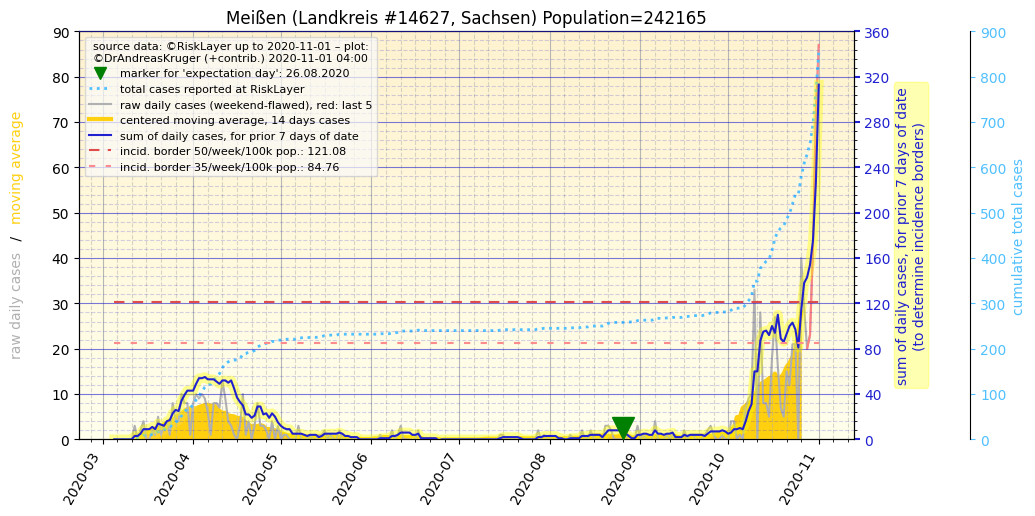 Meißen (Landkreis #14627, Sachsen) Population=242165
source data: ©RiskLayer up to 2020-11-01 – plot:
©DrAndreasKruger (+contrib.) 2020-11-01 04:00
marker for 'expectation day': 26.08.2020
total cases reported at RiskLayer
raw daily cases (weekend-flawed), red: last 5
centered moving average, 14 days cases
sum of daily cases, for prior 7 days of date
incid. border 50/week/100k pop.: 121.08
incid. border 35/week/100k pop.: 84.76
raw daily cases / moving average
90
80
70
60
50
40
30
20
10
0
2020-03
2020-04
2020-05
2020-06
2020-07
2020-08
2020-09
2020-10
2020-11
360
320
280
240
200
160
120
80
40
0
sum of daily cases, for prior 7 days of date
(to determine incidence borders)
900
800
700
600
500
400
300
200
100
0
cumulative total cases